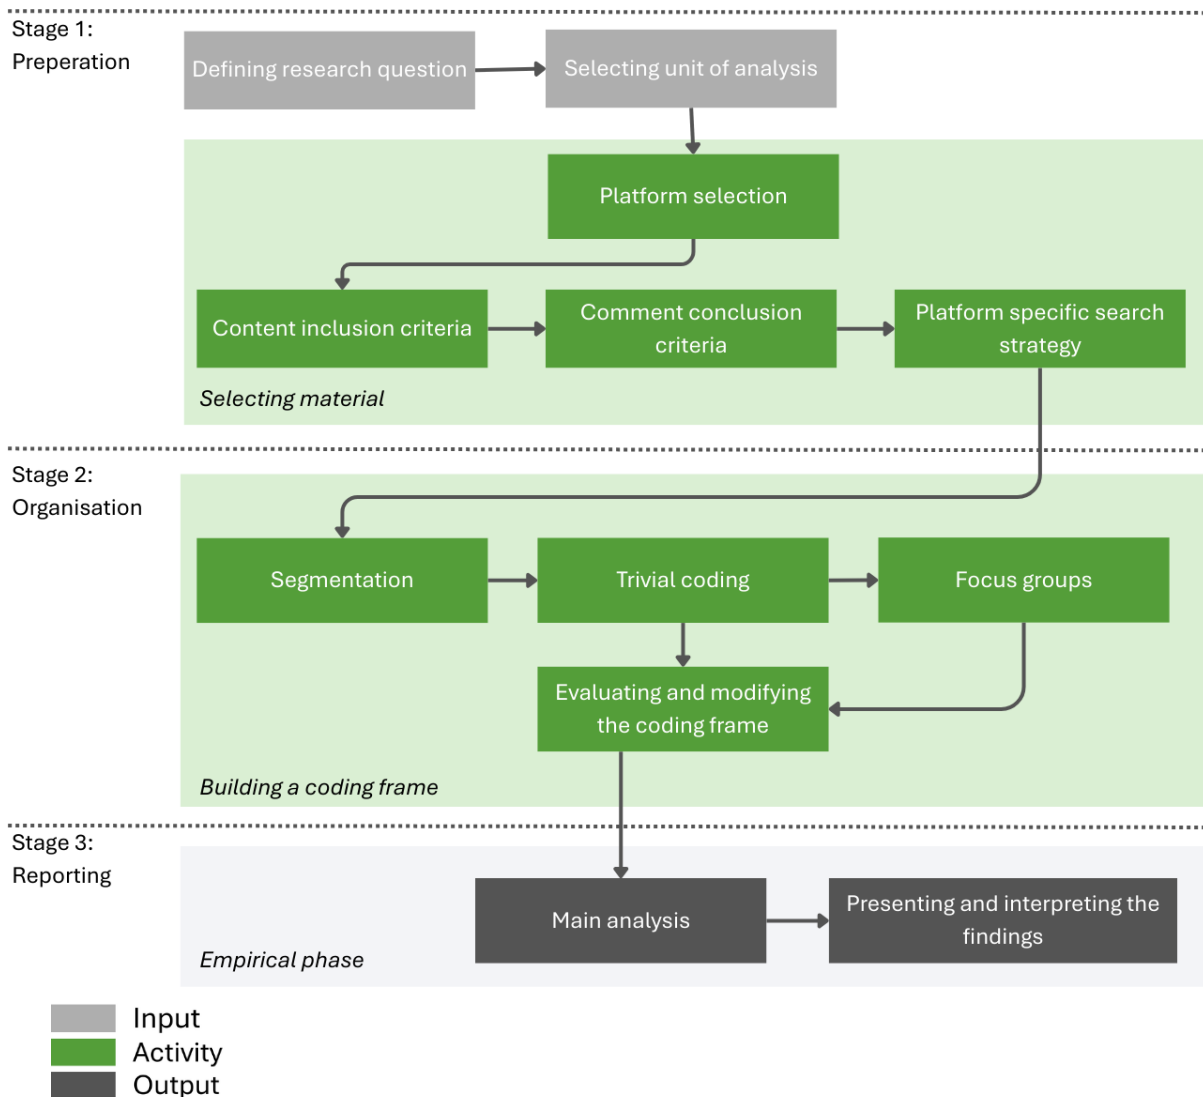 Stage 1:
Preperation
Defining research question
Selecting unit of analysis
Platform selection
Content inclusion criteria
Comment conclusion
criteria
Platform specific search
strategy
Selecting material
Stage 2:
Organisation
Segmentation
Trivial coding
Focus groups
Evaluating and modifying
the coding frame
Building a coding frame
Stage 3:
Reporting
Main analysis
Presenting and interpreting the
findings
Empirical phase
Input
Activity
Output